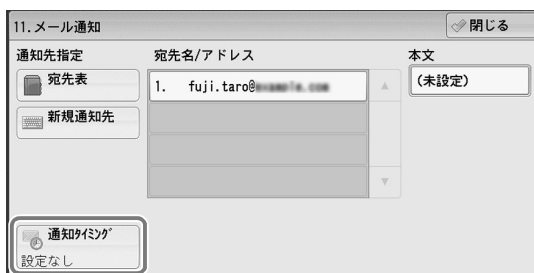 11.メール通知
閉じる
通知先指定
宛先名/アドレス
本文
宛先表
1. fuji.taro@
(未設定)
新規通知先
通知ﾀｲﾐﾝｸﾞ
設定なし